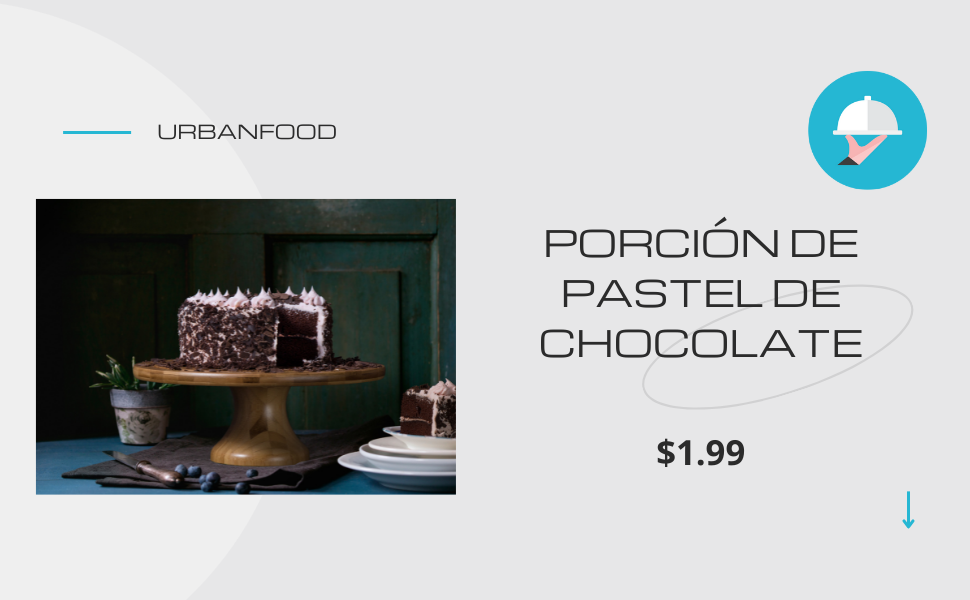 URBANFOOD
PORCIÓN DE
PASTEL DE
CHOCOLATE
$1.99